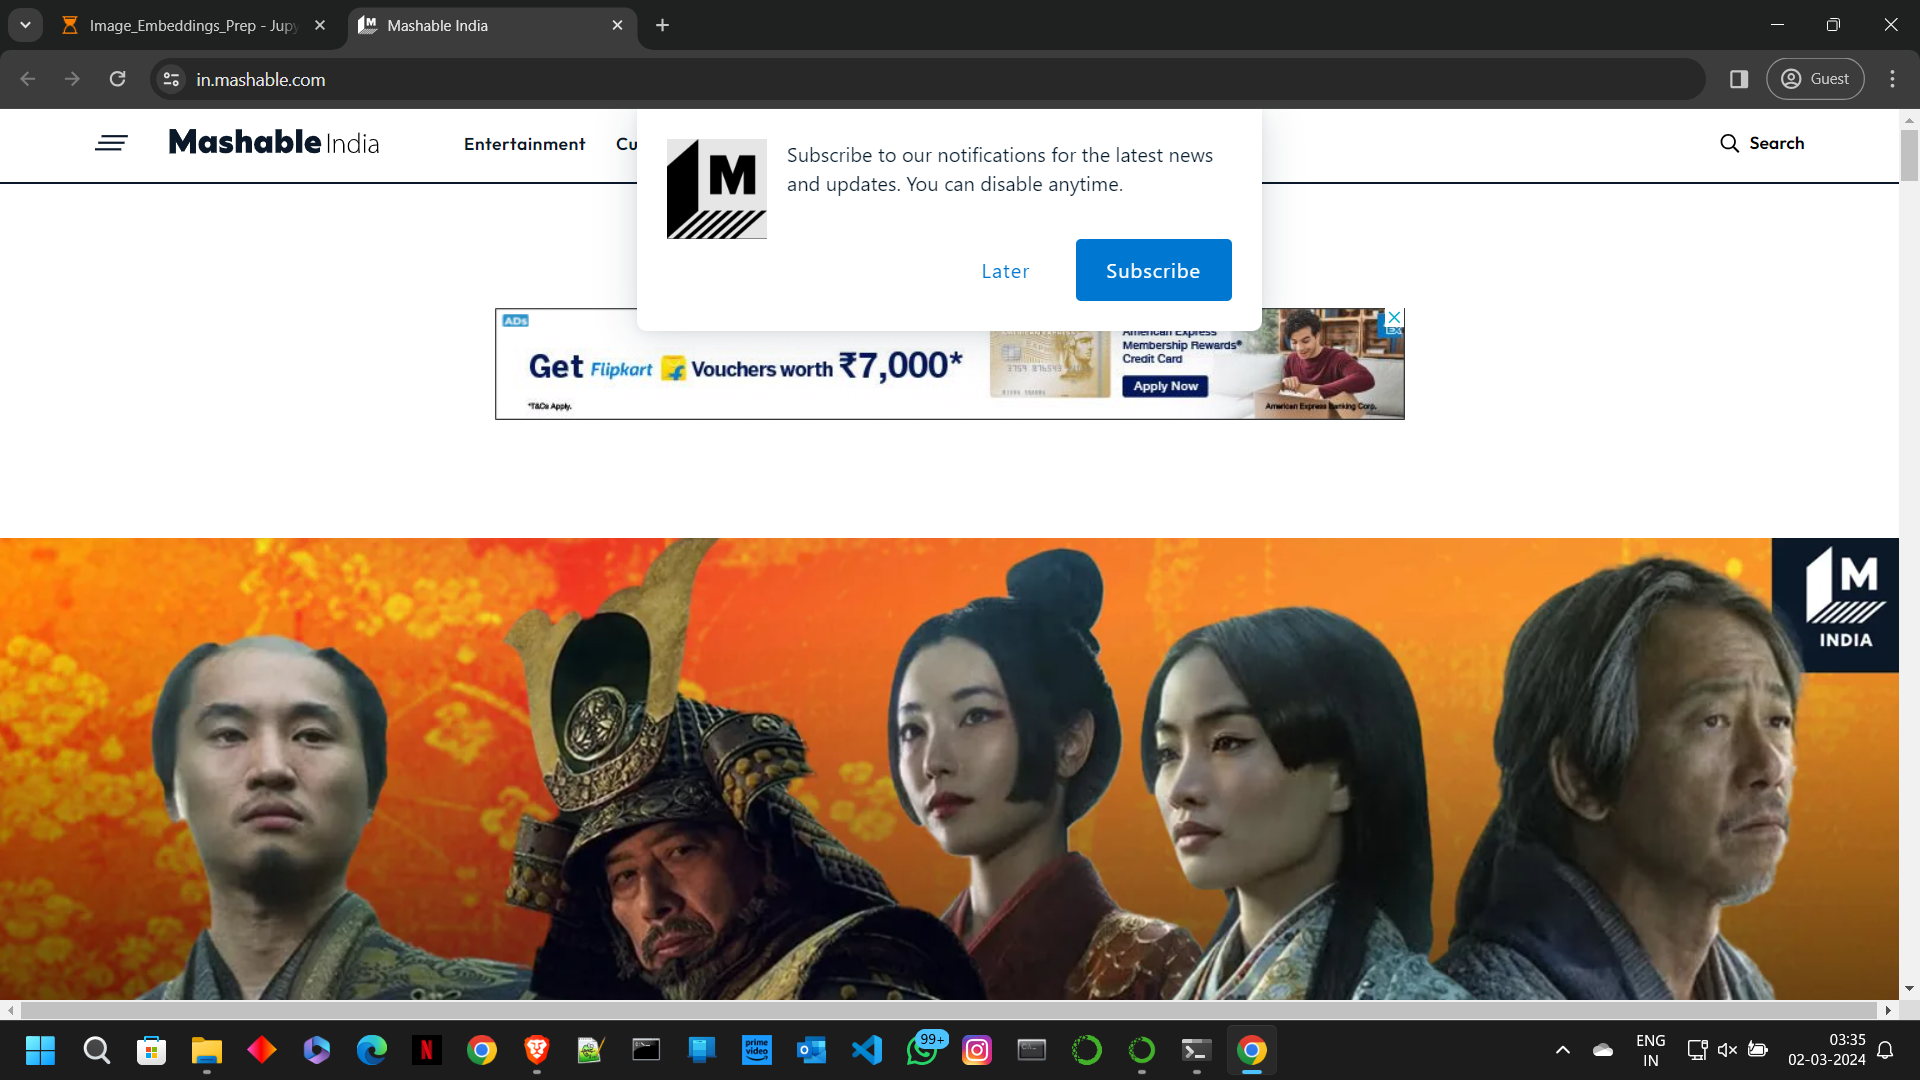 Image_Embeddings_Prep - Jupy
Mashable India
in.mashable.com
Guest
Mashable India
Entertainment
Cu
Search
M
Subscribe to our notifications for the latest news
and updates. You can disable anytime.
Later
Subscribe
ADs
Get Flipkart Vouchers worth ₹7,000*
*T&Cs Apply.
American Express
Membership Rewards®
Credit Card
Apply Now
American Express Banking Corp.
M
INDIA
prime
video
99+
ENG
IN
03:35
02-03-2024